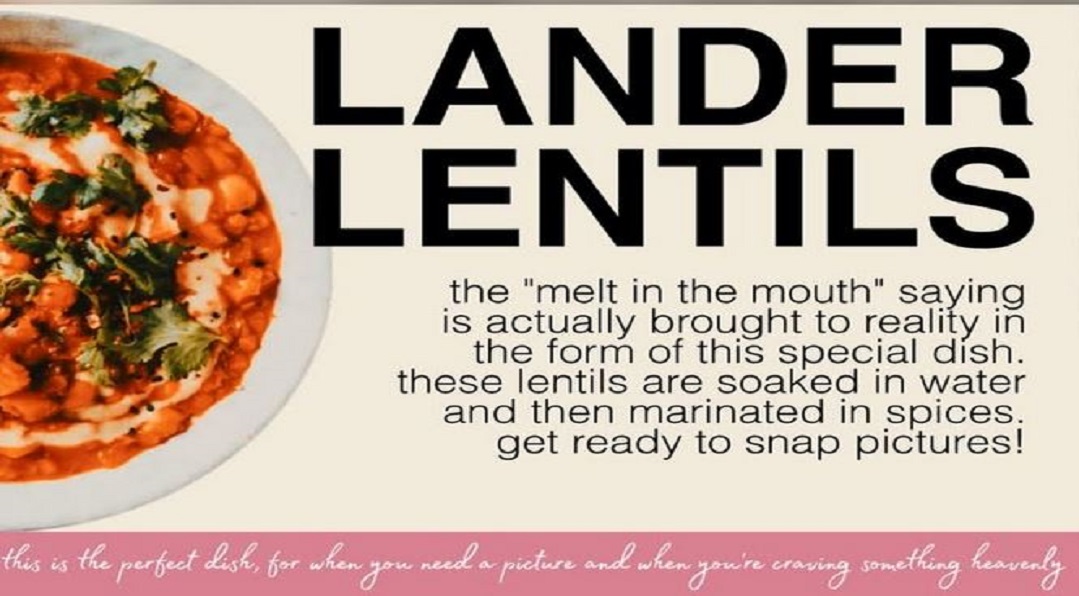 LANDER
LENTILS
the "melt in the mouth" saying
is actually brought to reality in
the form of this special dish.
these lentils are soaked in water
and then marinated in spices.
get ready to snap pictures!
this is the perfect dish, for when you need a picture and when you're craving something heavenly